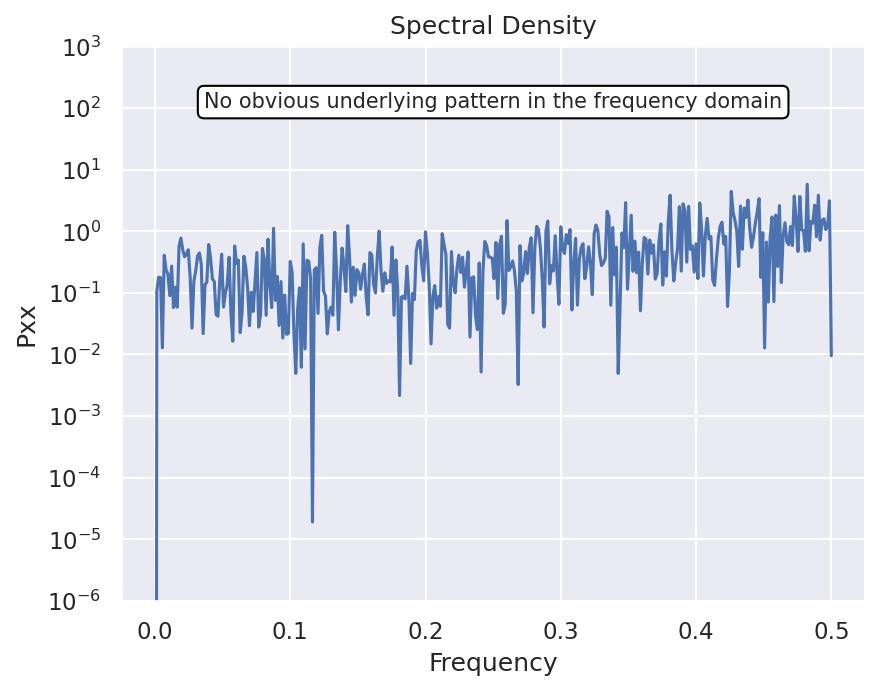 Spectral Density
10³
10²
10¹
10⁰
10⁻¹
10⁻²
10⁻³
10⁻⁴
10⁻⁵
10⁻⁶
No obvious underlying pattern in the frequency domain
Pxx
0.0 0.1 0.2 0.3 0.4 0.5
Frequency